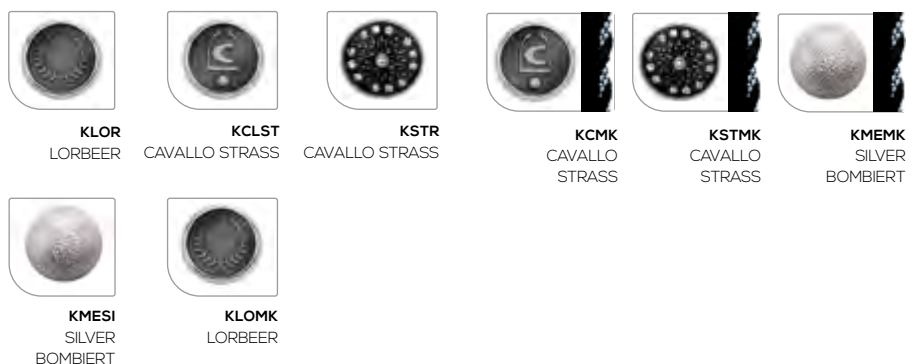 KLOR
LORBEER
KCLST
CAVALLO STRASS
KSTR
CAVALLO STRASS
KCMK
CAVALLO
STRASS
KSTMK
CAVALLO
STRASS
KMEMK
SILVER
BOMBIERT
KMESI
SILVER
BOMBIERT
KLOMK
LORBEER